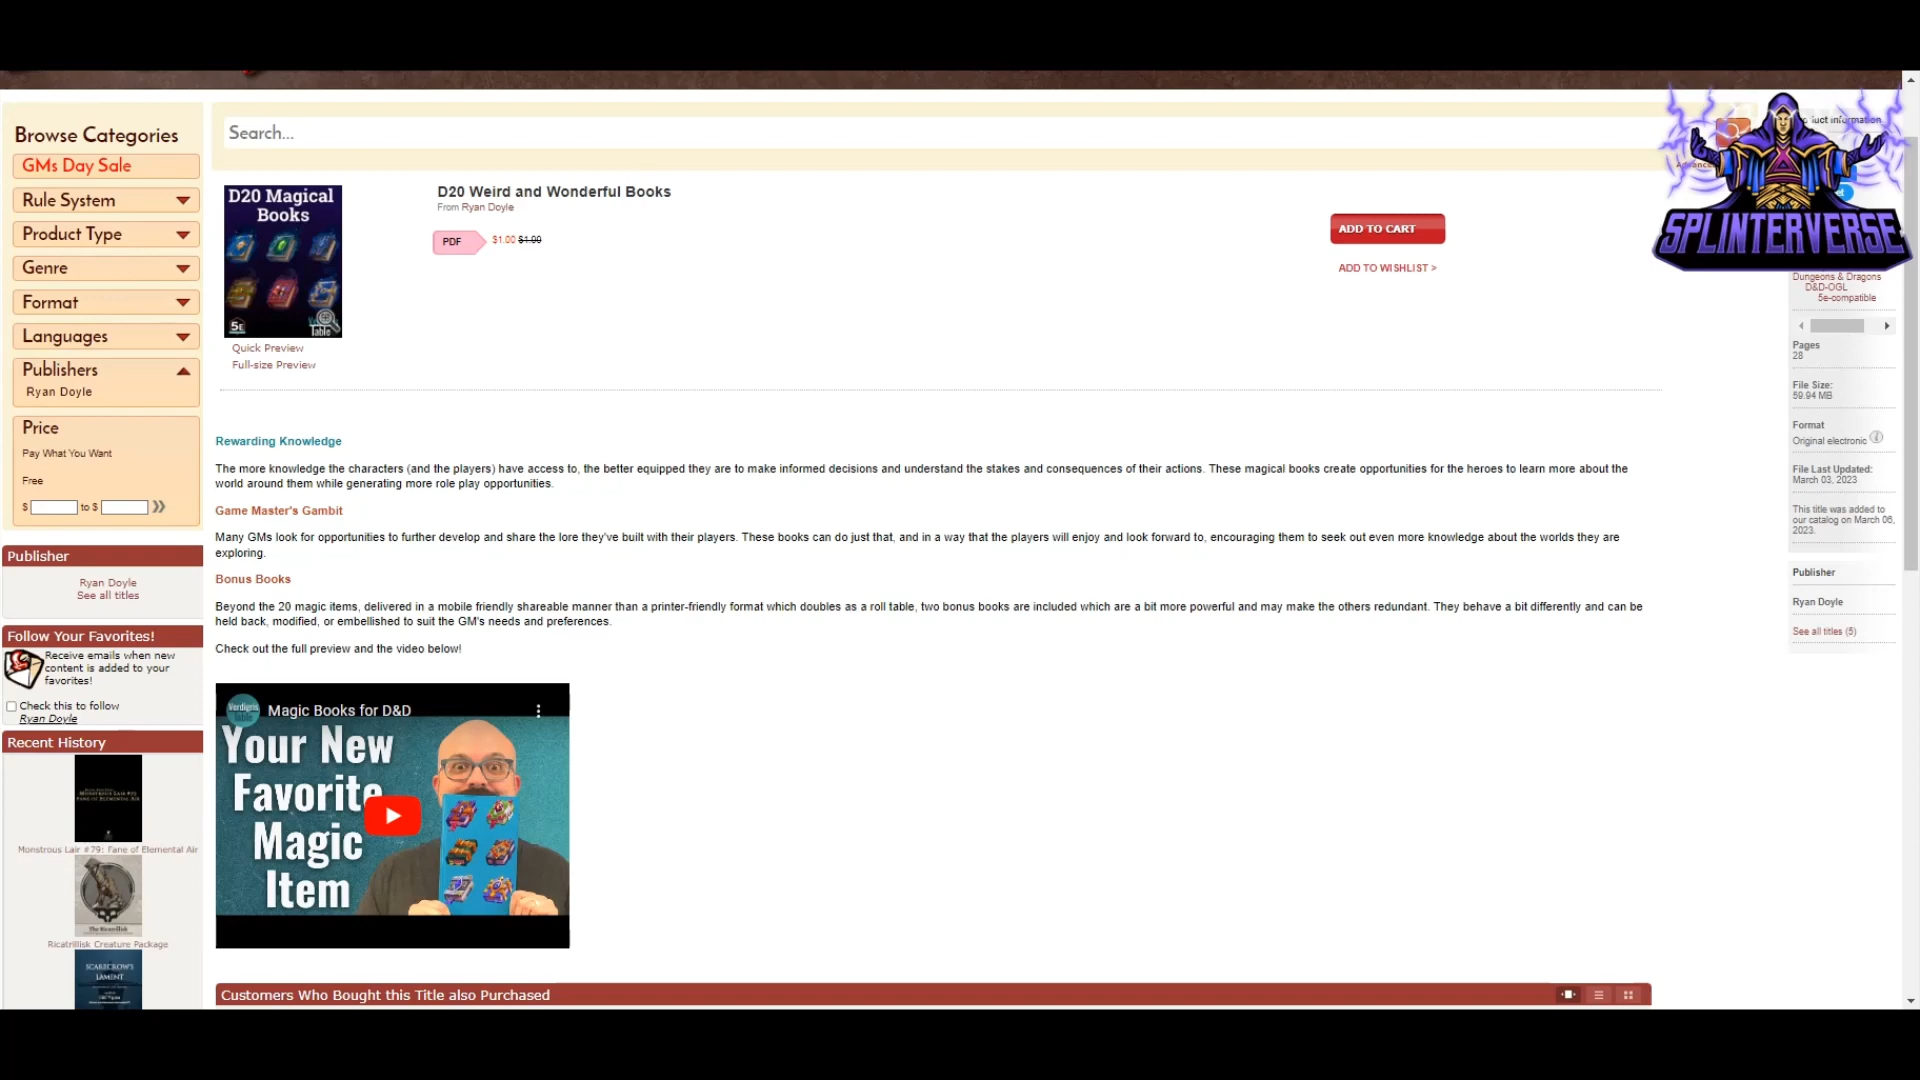 Browse Categories
GMs Day Sale
Rule System
Product Type
Genre
Format
Languages
Publishers
Ryan Doyle
Price
Pay What You Want
Free
$ to $
Publisher
Ryan Doyle
See all titles
Follow Your Favorites!
Receive emails when new
content is added to your
favorites!
Check this to follow
Ryan Doyle
Recent History
Monstrous Lair #79: Fane of Elemental Air
The Ricatrillisk
Ricatrillisk Creature Package
SCARECROW'S
LAMENT
Search...
D20 Magical
Books
5E
Table
Quick Preview
Full-size Preview
D20 Weird and Wonderful Books
From Ryan Doyle
PDF $1.00 $1.00
ADD TO CART
ADD TO WISHLIST >
Rewarding Knowledge
The more knowledge the characters (and the players) have access to, the better equipped they are to make informed decisions and understand the stakes and consequences of their actions. These magical books create opportunities for the heroes to learn more about the
world around them while generating more role play opportunities.
Game Master's Gambit
Many GMs look for opportunities to further develop and share the lore they've built with their players. These books can do just that, and in a way that the players will enjoy and look forward to, encouraging them to seek out even more knowledge about the worlds they are
exploring.
Bonus Books
Beyond the 20 magic items, delivered in a mobile friendly shareable manner than a printer-friendly format which doubles as a roll table, two bonus books are included which are a bit more powerful and may make the others redundant. They behave a bit differently and can be
held back, modified, or embellished to suit the GM's needs and preferences.
Check out the full preview and the video below!
Verdigris
Table
Magic Books for D&D
Your New
Favorite
Magic
Item
Customers Who Bought this Title also Purchased
SPLINTERVERSE
Dungeons & Dragons
D&D-OGL
5e-compatible
Pages
28
File Size:
59.94 MB
Format
Original electronic
File Last Updated:
March 03, 2023
This title was added to
our catalog on March 06,
2023.
Publisher
Ryan Doyle
See all titles (5)